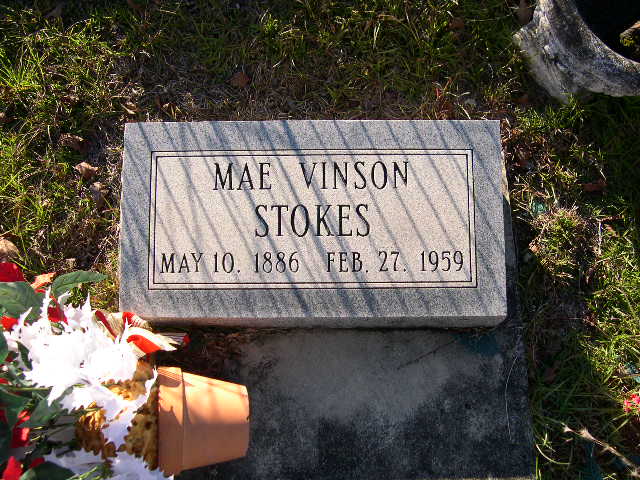 MAE VINSON
STOKES
MAY 10. 1886 FEB. 27. 1959